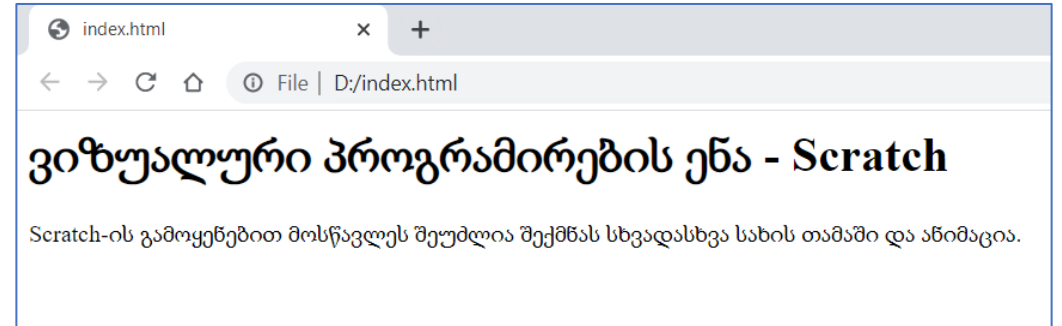 index.html
File | D:/index.html
ვიზუალური პროგრამირების ენა - Scratch
Scratch-ის გამოყენებით მოსწავლეს შეუძლია შექმნას სხვადასხვა სახის თამაში და ანიმაცია.